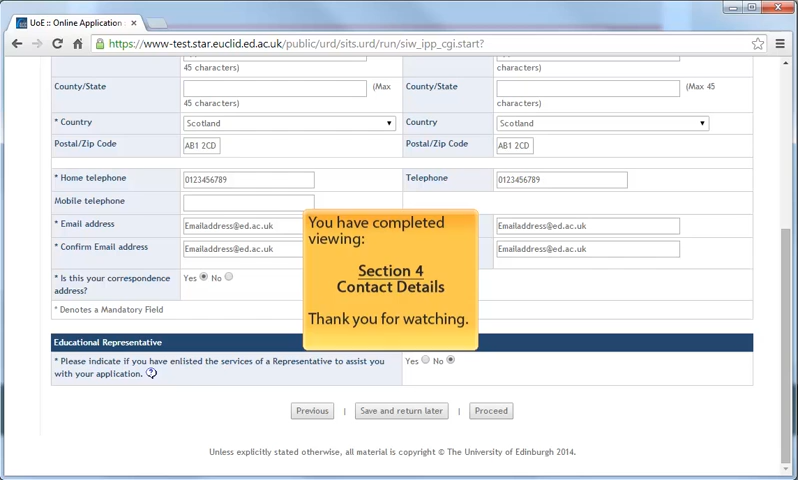 UoE :: Online Application
https://www-test.star.euclid.ed.ac.uk/public/urd/sits.urd/run/siw_ipp_cgi.start?
45 characters) characters)
County/State (Max 45 characters) County/State (Max 45 characters)
* Country Scotland Country Scotland
Postal/Zip Code AB1 2CD Postal/Zip Code AB1 2CD
* Home telephone 0123456789 Telephone 0123456789
Mobile telephone
* Email address Emailaddress@ed.ac.uk Emailaddress@ed.ac.uk
* Confirm Email address Emailaddress@ed.ac.uk Emailaddress@ed.ac.uk
* Is this your correspondence address? Yes No
* Denotes a Mandatory Field
You have completed
viewing:
Section 4
Contact Details
Thank you for watching.
Educational Representative
* Please indicate if you have enlisted the services of a Representative to assist you
with your application. ? Yes No
Previous | Save and return later | Proceed
Unless explicitly stated otherwise, all material is copyright © The University of Edinburgh 2014.